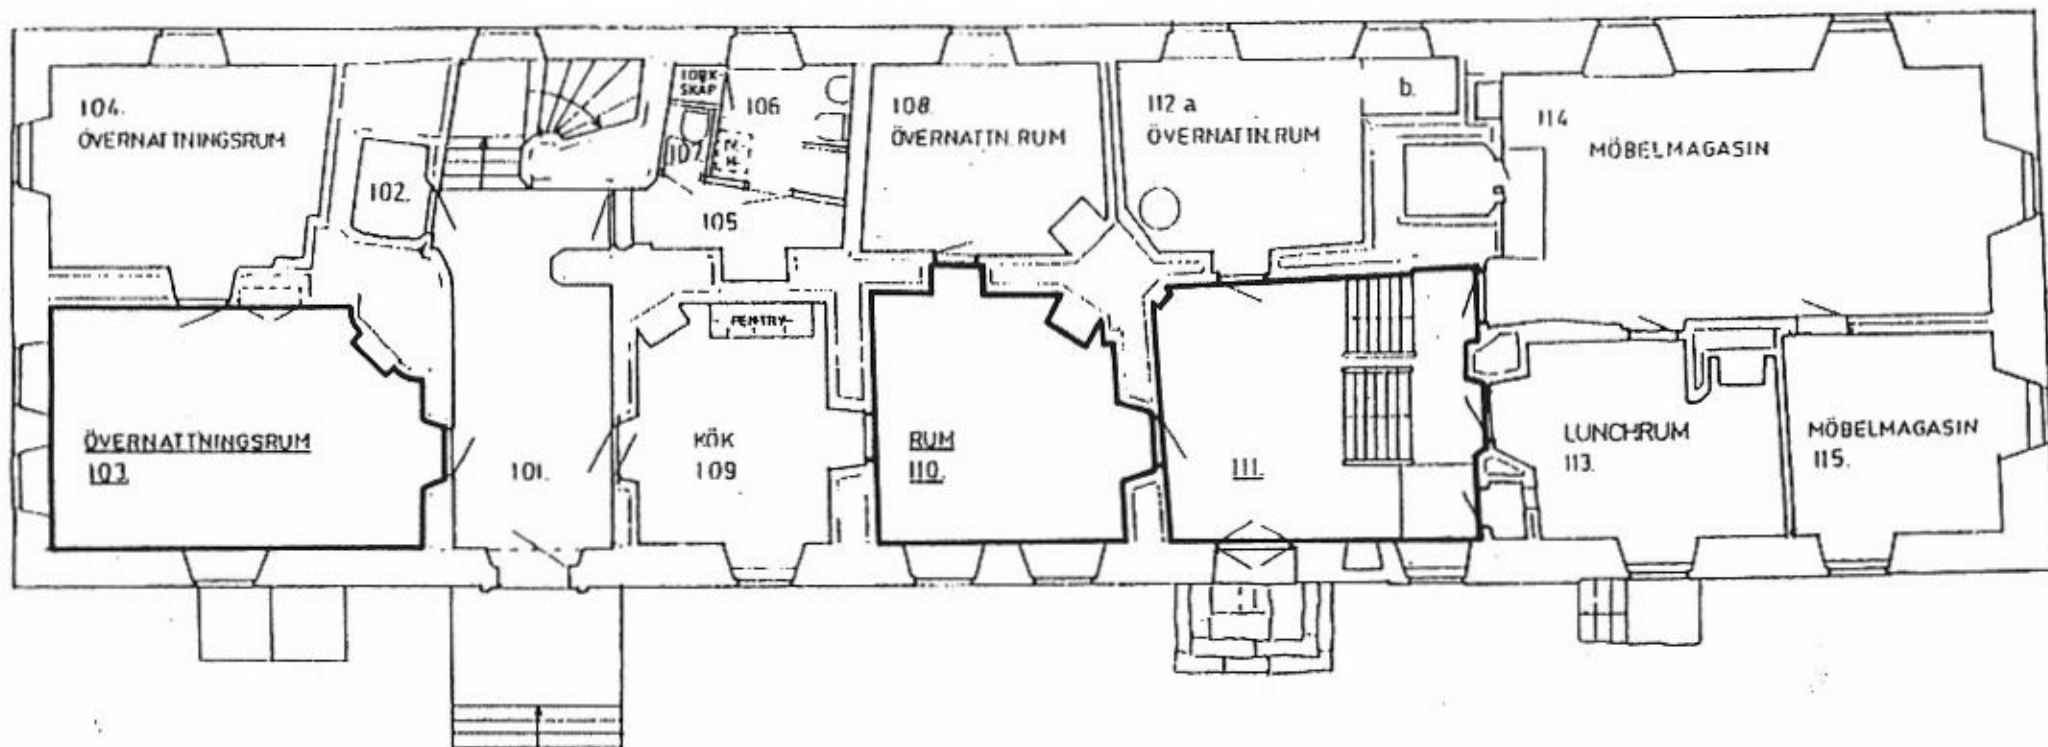 104.
ÖVERNATTNINGSRUM
102.
TORK-
SKÅP
106
107
105
108
ÖVERNATTN. RUM
112 a
ÖVERNATTN. RUM
b.
114
MÖBELMAGASIN
ÖVERNATTNINGSRUM
103.
101.
PENTRY
KÖK
109
RUM
110.
111.
LUNCHRUM
113.
MÖBELMAGASIN
115.